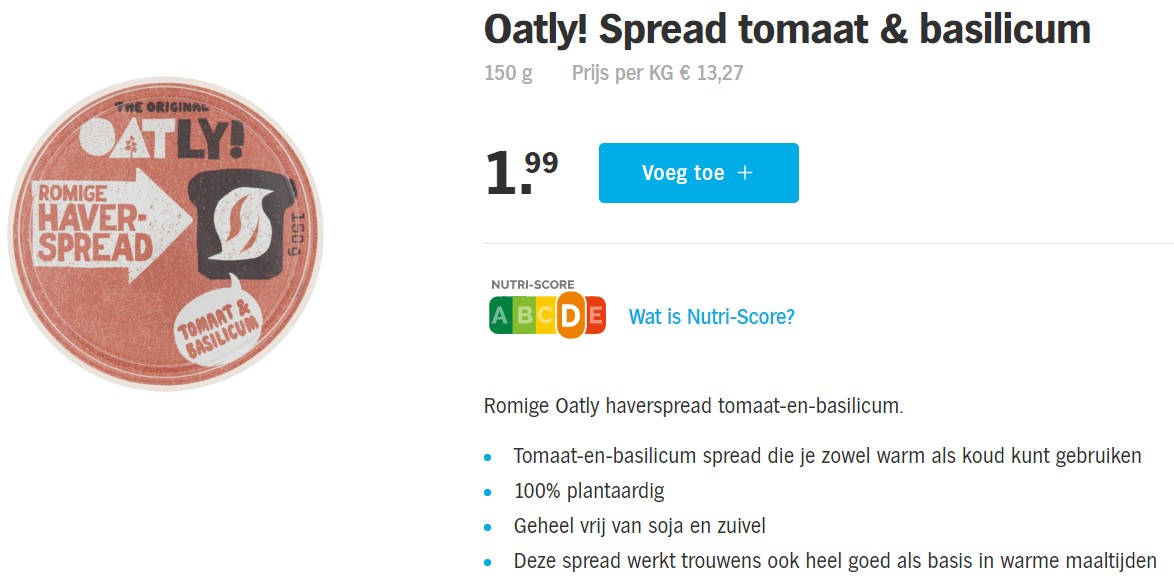 Oatly! Spread tomaat & basilicum
150 g Prijs per KG € 13,27
THE ORIGINAL
OATLY!
ROMIGE
HAVER-
SPREAD
150g
TOMAAT &
BASILICUM
1.99
Voeg toe +
NUTRI-SCORE
A B C D E
Wat is Nutri-Score?
Romige Oatly haverspread tomaat-en-basilicum.
• Tomaat-en-basilicum spread die je zowel warm als koud kunt gebruiken
• 100% plantaardig
• Geheel vrij van soja en zuivel
• Deze spread werkt trouwens ook heel goed als basis in warme maaltijden